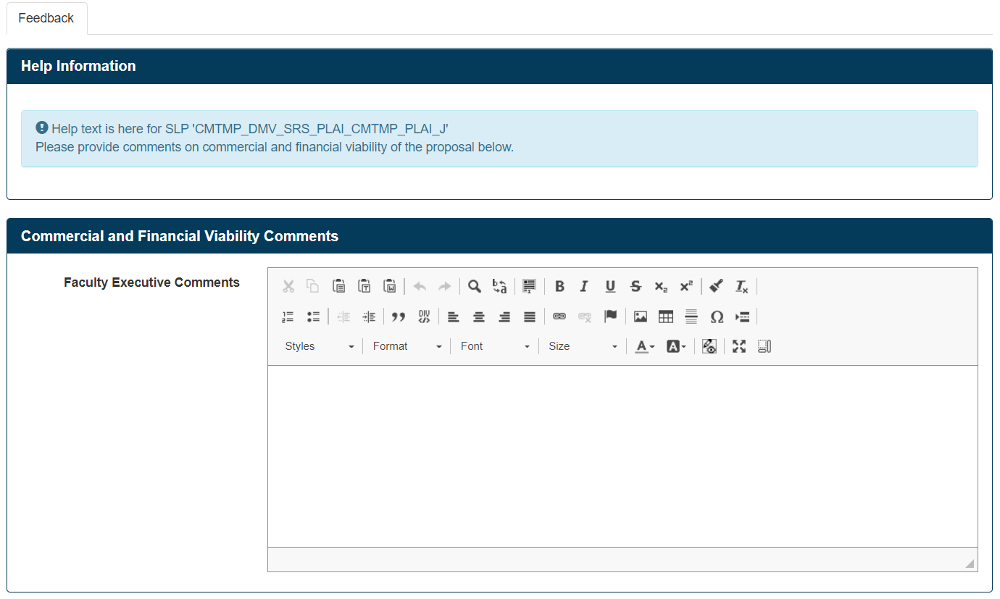 Feedback
Help Information
Help text is here for SLP 'CMTMP_DMV_SRS_PLAI_CMTMP_PLAI_J'
Please provide comments on commercial and financial viability of the proposal below.
Commercial and Financial Viability Comments
Faculty Executive Comments
Styles Format Font Size